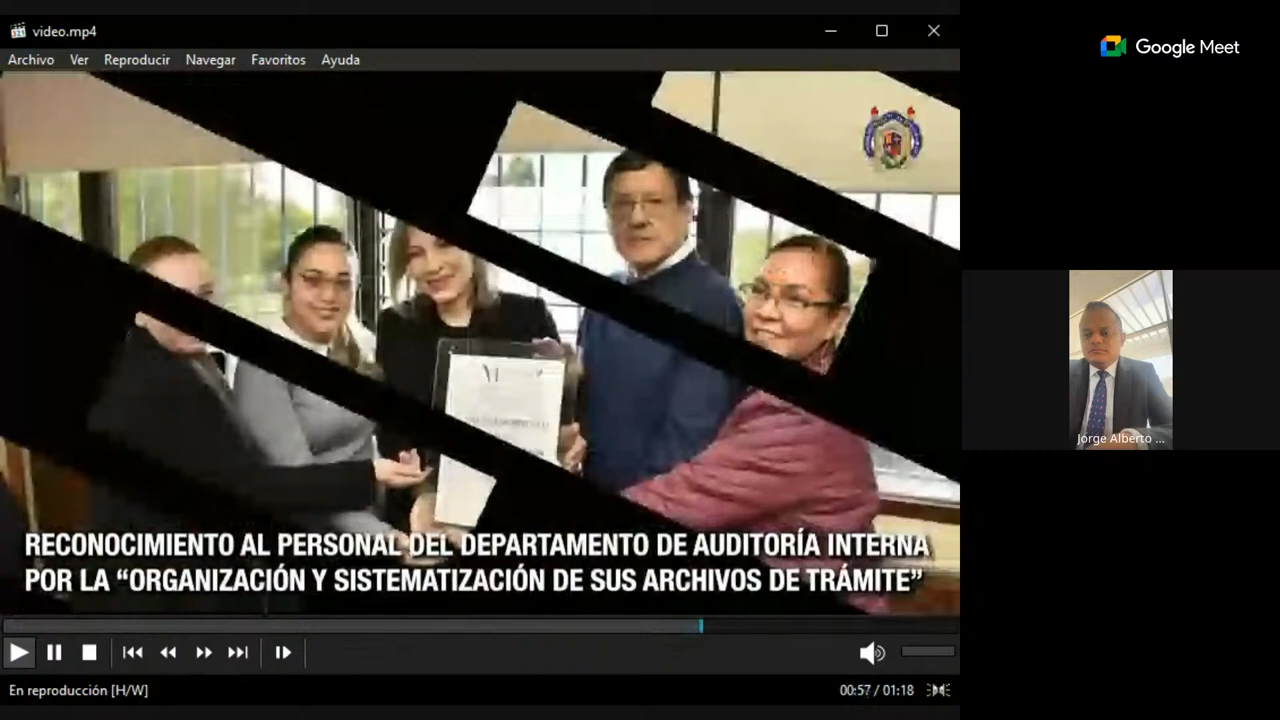 video.mp4
Archivo Ver Reproducir Navegar Favoritos Ayuda
Google Meet
Jorge Alberto ...
RECONOCIMIENTO AL PERSONAL DEL DEPARTAMENTO DE AUDITORÍA INTERNA
POR LA “ORGANIZACIÓN Y SISTEMATIZACIÓN DE SUS ARCHIVOS DE TRÁMITE”
En reproducción [H/W]
00:57 / 01:18